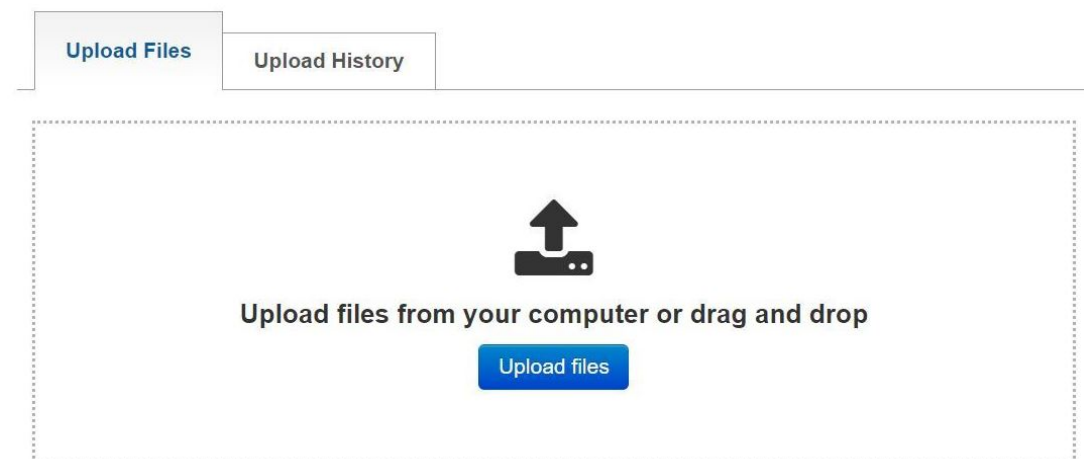 Upload Files
Upload History
Upload files from your computer or drag and drop
Upload files